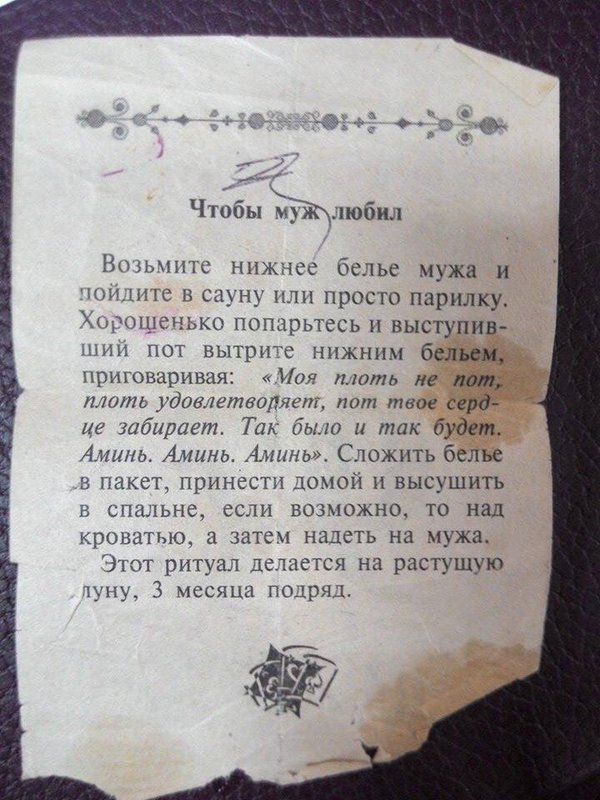 Чтобы муж любил
Возьмите нижнее белье мужа и
пойдите в сауну или просто парилку.
Хорошенько попарьтесь и выступив-
ший пот вытрите нижним бельем,
приговаривая: «Моя плоть не пот,
плоть удовлетворяет, пот твое серд-
це забирает. Так было и так будет.
Аминь. Аминь. Аминь». Сложить белье
в пакет, принести домой и высушить
в спальне, если возможно, то над
кроватью, а затем надеть на мужа.
Этот ритуал делается на растущую
луну, 3 месяца подряд.